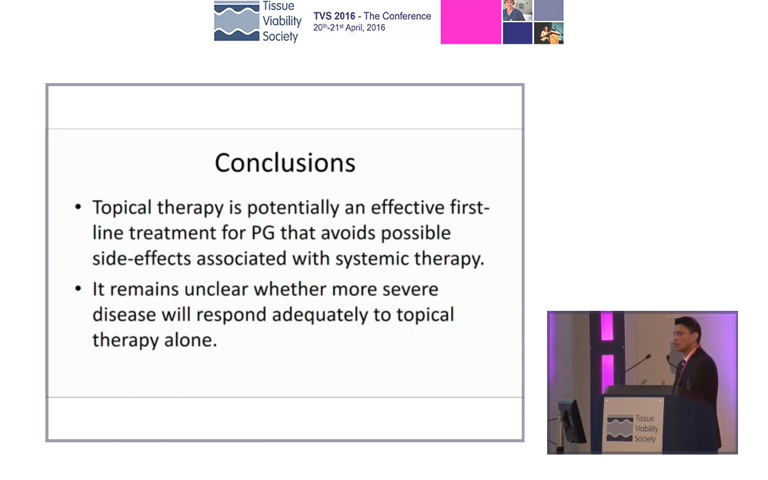 Tissue
Viability
Society
TVS 2016 - The Conference
20th-21st April, 2016
Conclusions
• Topical therapy is potentially an effective first-
line treatment for PG that avoids possible
side-effects associated with systemic therapy.
• It remains unclear whether more severe
disease will respond adequately to topical
therapy alone.
Tissue
Viability
Society